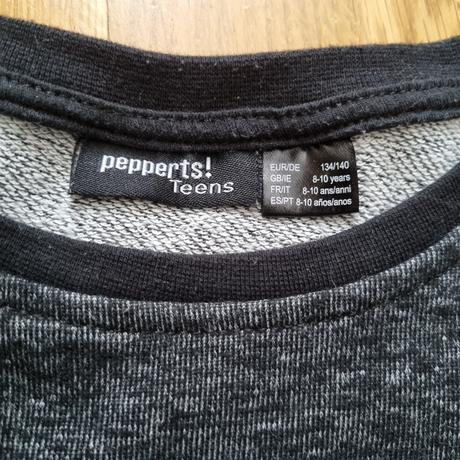 pepperts!
Teens
EUR/DE 134/140
GB/IE 8-10 years
FR/IT 8-10 ans/anni
ES/PT 8-10 años/anos